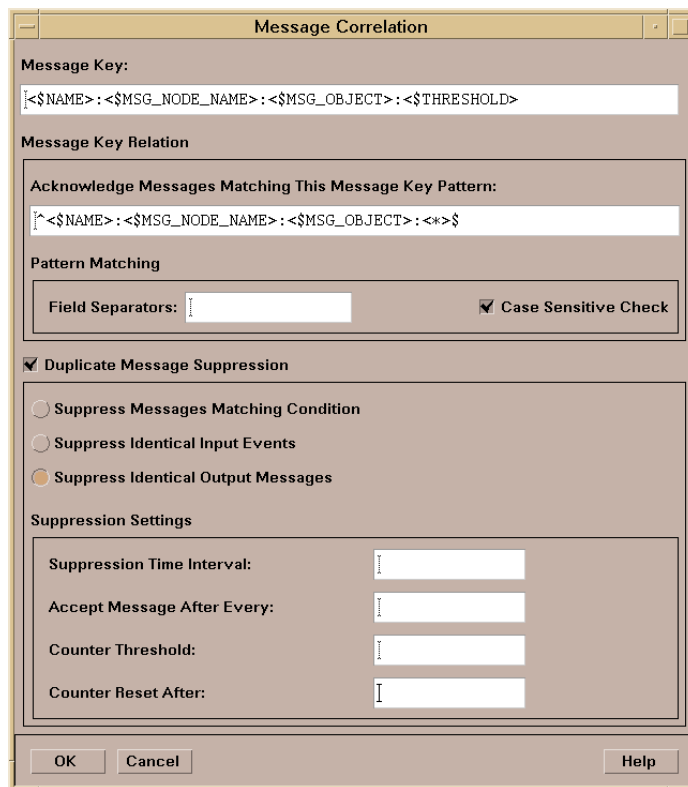 Message Correlation
Message Key:
<$NAME>:<$MSG_NODE_NAME>:<$MSG_OBJECT>:<$THRESHOLD>
Message Key Relation
Acknowledge Messages Matching This Message Key Pattern:
^<$NAME>:<$MSG_NODE_NAME>:<$MSG_OBJECT>:<*>$
Pattern Matching
Field Separators:
Case Sensitive Check
Duplicate Message Suppression
Suppress Messages Matching Condition
Suppress Identical Input Events
Suppress Identical Output Messages
Suppression Settings
Suppression Time Interval:
Accept Message After Every:
Counter Threshold:
Counter Reset After:
OK Cancel Help